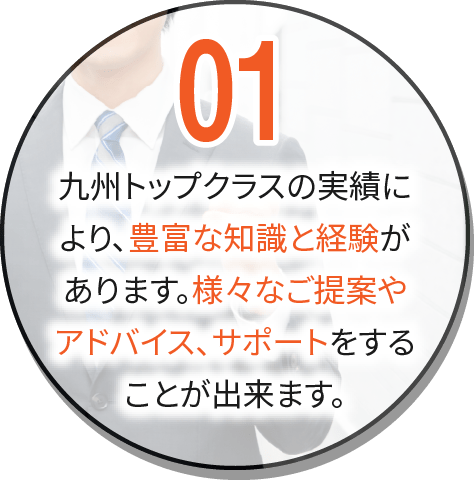 01
九州トップクラスの実績に
より、豊富な知識と経験が
あります。様々なご提案や
アドバイス、サポートをする
ことが出来ます。